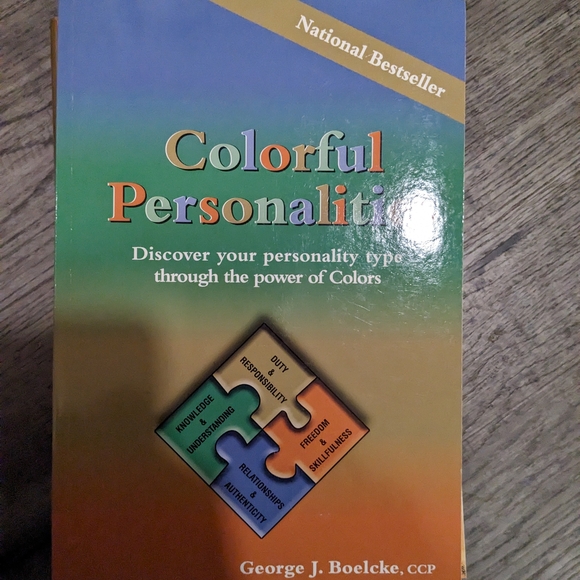 National Bestseller
Colorful
Personalities
Discover your personality type
through the power of Colors
DUTY
&
RESPONSIBILITY
KNOWLEDGE
&
UNDERSTANDING
FREEDOM
&
SKILLFULNESS
RELATIONSHIPS
&
AUTHENTICITY
George J. Boelcke, CCP